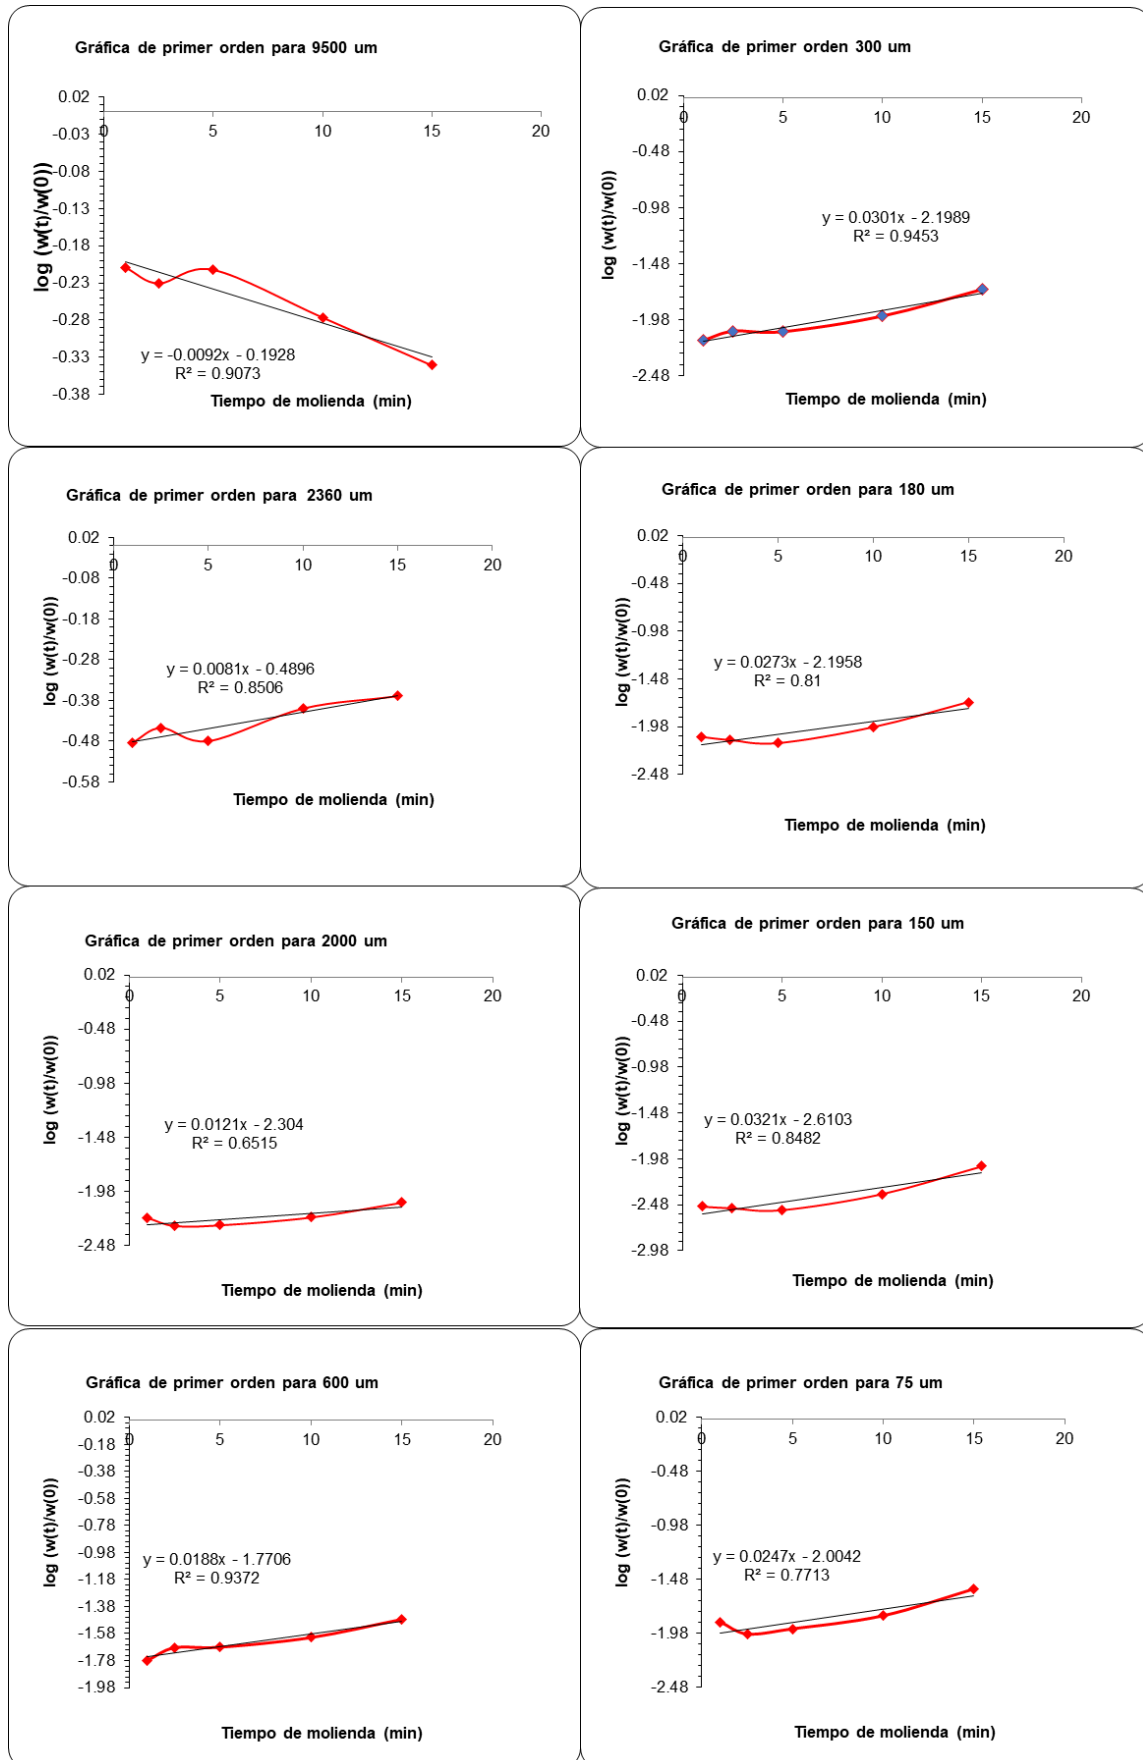 Gráfica de primer orden para 9500 um
0.02
-0.03
-0.08
-0.13
-0.18
-0.23
-0.28
-0.33
-0.38
0 5 10 15 20
log (w(t)/w(0))
y = -0.0092x - 0.1928
R² = 0.9073
Tiempo de molienda (min)
Gráfica de primer orden 300 um
0.02
-0.48
-0.98
-1.48
-1.98
-2.48
0 5 10 15 20
log (w(t)/w(0))
y = 0.0301x - 2.1989
R² = 0.9453
Tiempo de molienda (min)
Gráfica de primer orden para 2360 um
0.02
-0.08
-0.18
-0.28
-0.38
-0.48
-0.58
0 5 10 15 20
log (w(t)/w(0))
y = 0.0081x - 0.4896
R² = 0.8506
Tiempo de molienda (min)
Gráfica de primer orden para 180 um
0.02
-0.48
-0.98
-1.48
-1.98
-2.48
0 5 10 15 20
log (w(t)/w(0))
y = 0.0273x - 2.1958
R² = 0.81
Tiempo de molienda (min)
Gráfica de primer orden para 2000 um
0.02
-0.48
-0.98
-1.48
-1.98
-2.48
0 5 10 15 20
log (w(t)/w(0))
y = 0.0121x - 2.304
R² = 0.6515
Tiempo de molienda (min)
Gráfica de primer orden para 150 um
0.02
-0.48
-0.98
-1.48
-1.98
-2.48
-2.98
0 5 10 15 20
log (w(t)/w(0))
y = 0.0321x - 2.6103
R² = 0.8482
Tiempo de molienda (min)
Gráfica de primer orden para 600 um
0.02
-0.18
-0.38
-0.58
-0.78
-0.98
-1.18
-1.38
-1.58
-1.78
-1.98
0 5 10 15 20
log (w(t)/w(0))
y = 0.0188x - 1.7706
R² = 0.9372
Tiempo de molienda (min)
Gráfica de primer orden para 75 um
0.02
-0.48
-0.98
-1.48
-1.98
-2.48
0 5 10 15 20
log (w(t)/w(0))
y = 0.0247x - 2.0042
R² = 0.7713
Tiempo de molienda (min)